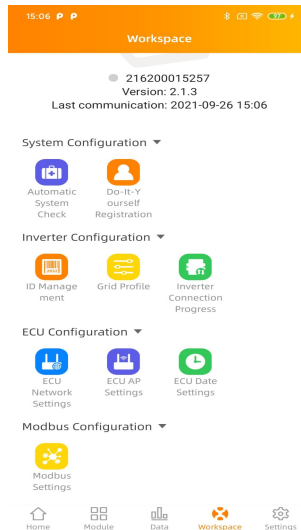 15:06 P P 97
Workspace
216200015257
Version: 2.1.3
Last communication: 2021-09-26 15:06
System Configuration
Automatic Do-It-Y
System ourself
Check Registration
Inverter Configuration
ID Manage Grid Profile Inverter
ment Connection
Progress
ECU Configuration
ECU ECU AP ECU Date
Network Settings Settings
Settings
Modbus Configuration
Modbus
Settings
Home Module Data Workspace Settings